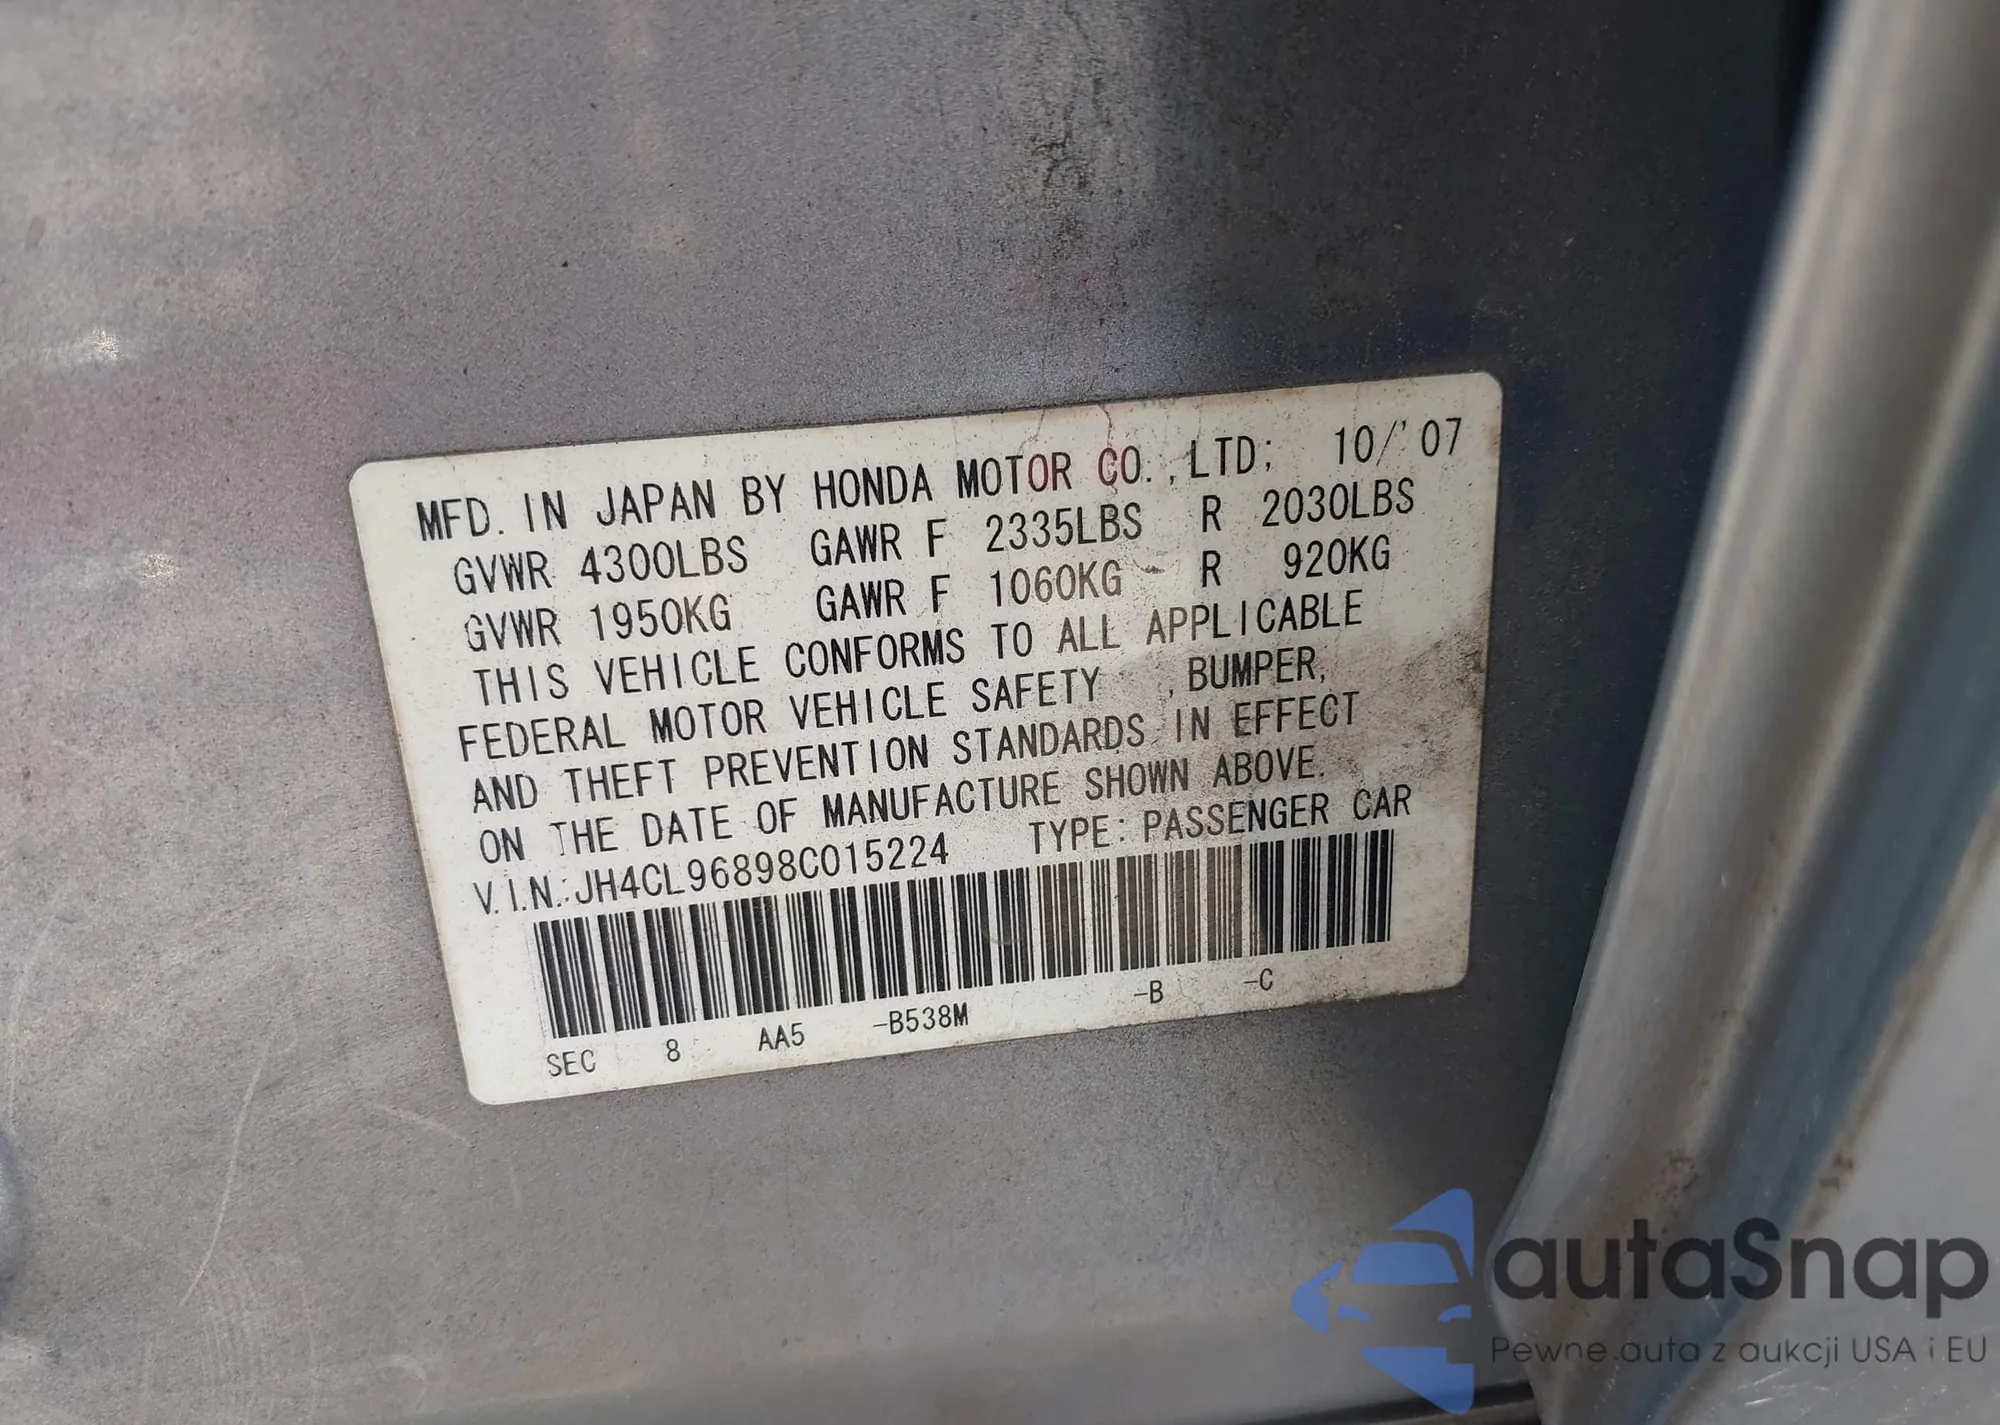 MFD. IN JAPAN BY HONDA MOTOR CO.,LTD; 10/'07
GVWR 4300LBS GAWR F 2335LBS R 2030LBS
GVWR 1950KG GAWR F 1060KG R 920KG
THIS VEHICLE CONFORMS TO ALL APPLICABLE
FEDERAL MOTOR VEHICLE SAFETY , BUMPER,
AND THEFT PREVENTION STANDARDS IN EFFECT
ON THE DATE OF MANUFACTURE SHOWN ABOVE.
V.I.N.:JH4CL96898C015224 TYPE:PASSENGER CAR
SEC 8 AA5 -B538M -B -C
autaSnap
Pewne auta z aukcji USA i EU